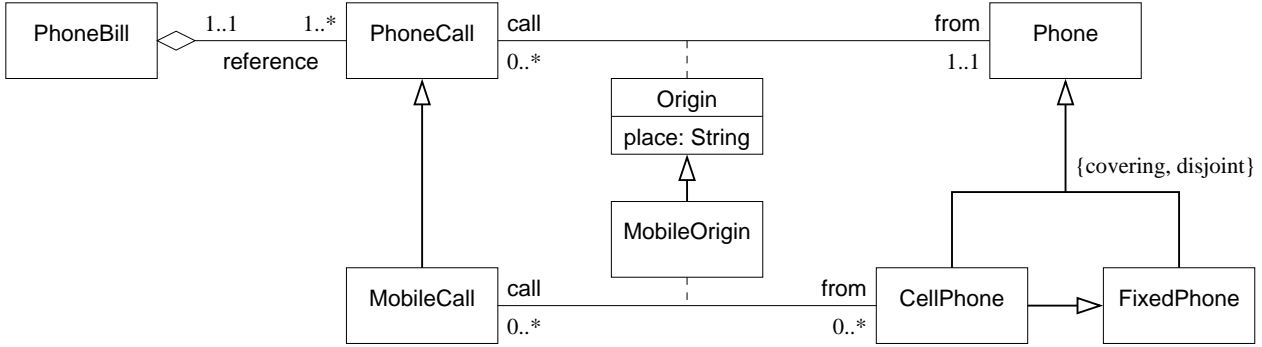 PhoneBill
1..1
1..*
reference
PhoneCall
call
0..*
from
1..1
Phone
Origin
place: String
{covering, disjoint}
MobileOrigin
MobileCall
call
0..*
from
0..*
CellPhone
FixedPhone